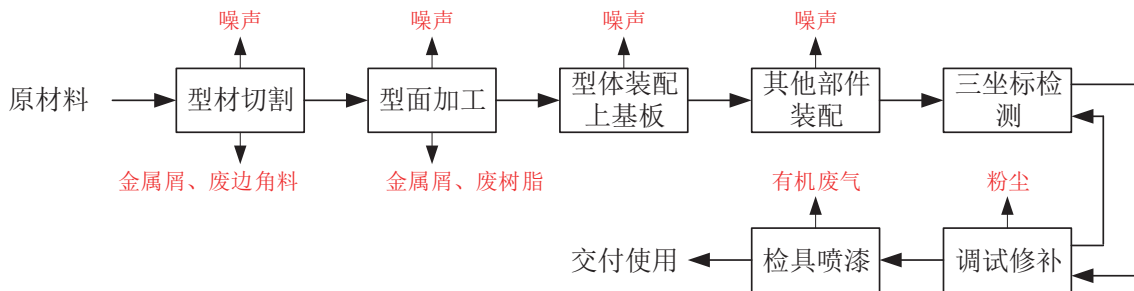 噪声
噪声
噪声
噪声
原材料
型材切割
型面加工
型体装配
上基板
其他部件
装配
三坐标检
测
金属屑、废边角料
金属屑、废树脂
有机废气
粉尘
交付使用
检具喷漆
调试修补